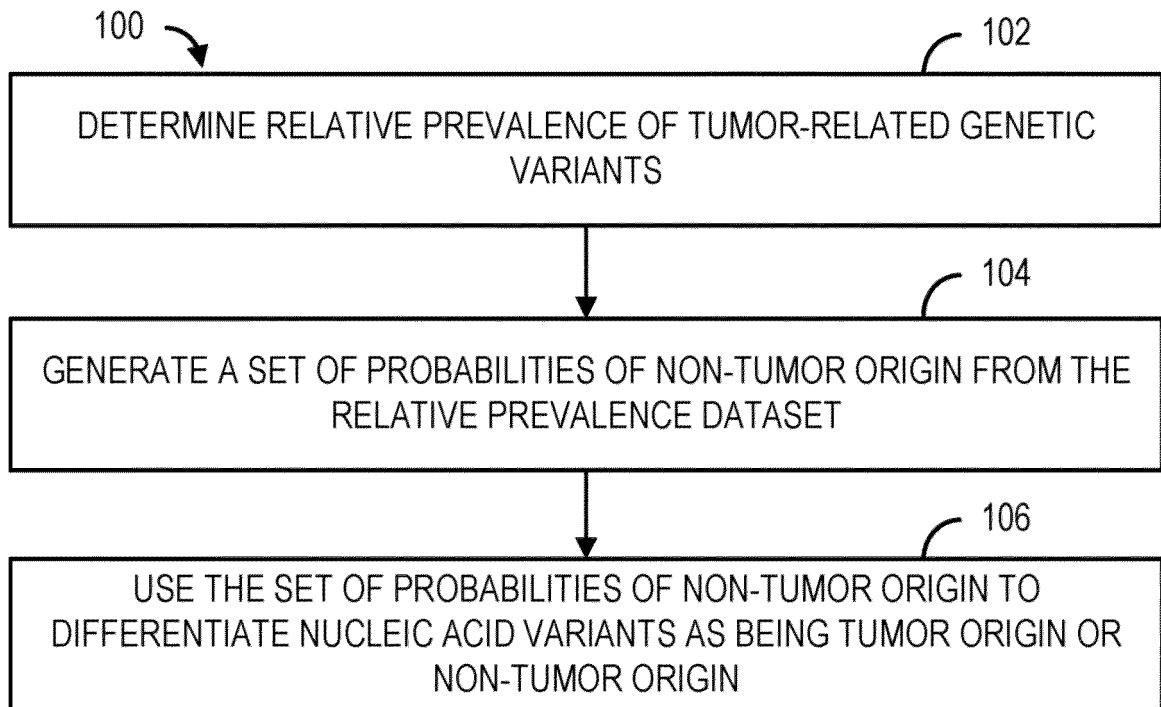 100
102
DETERMINE RELATIVE PREVALENCE OF TUMOR-RELATED GENETIC
VARIANTS
104
GENERATE A SET OF PROBABILITIES OF NON-TUMOR ORIGIN FROM THE
RELATIVE PREVALENCE DATASET
106
USE THE SET OF PROBABILITIES OF NON-TUMOR ORIGIN TO
DIFFERENTIATE NUCLEIC ACID VARIANTS AS BEING TUMOR ORIGIN OR
NON-TUMOR ORIGIN